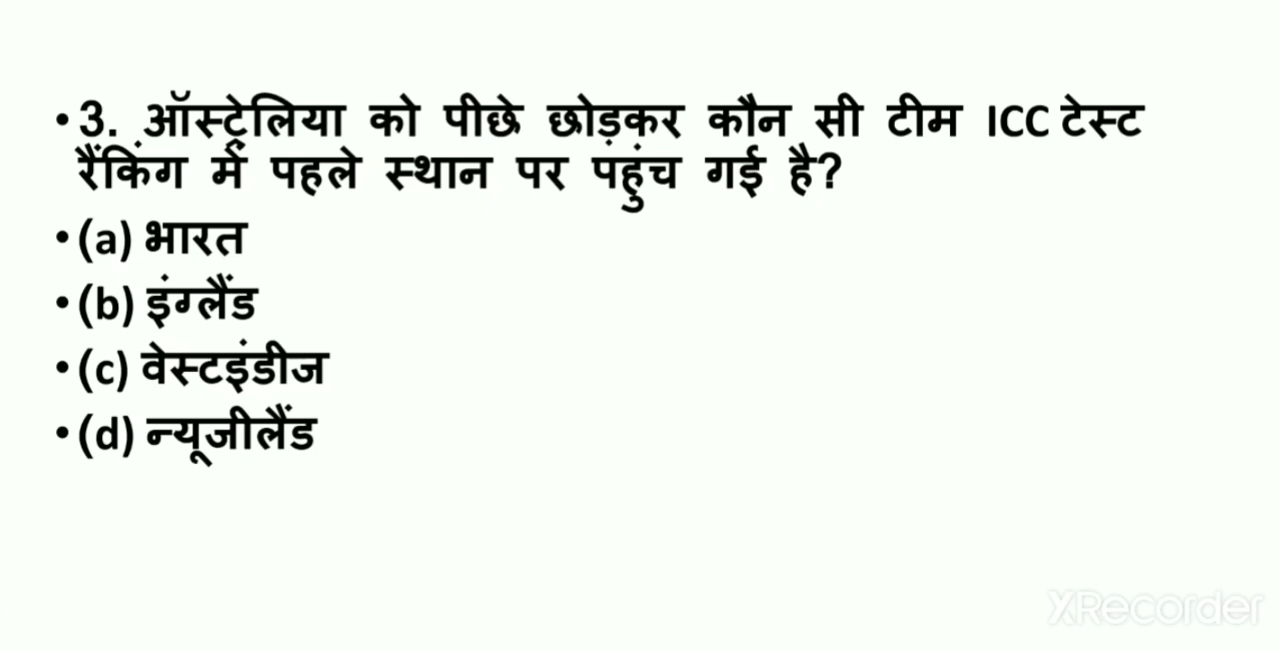 • 3. ऑस्ट्रेलिया को पीछे छोड़कर कौन सी टीम ICC टेस्ट
रैंकिंग में पहले स्थान पर पहुंच गई है?
• (a) भारत
• (b) इंग्लैंड
• (c) वेस्टइंडीज
• (d) न्यूजीलैंड
XRecorder